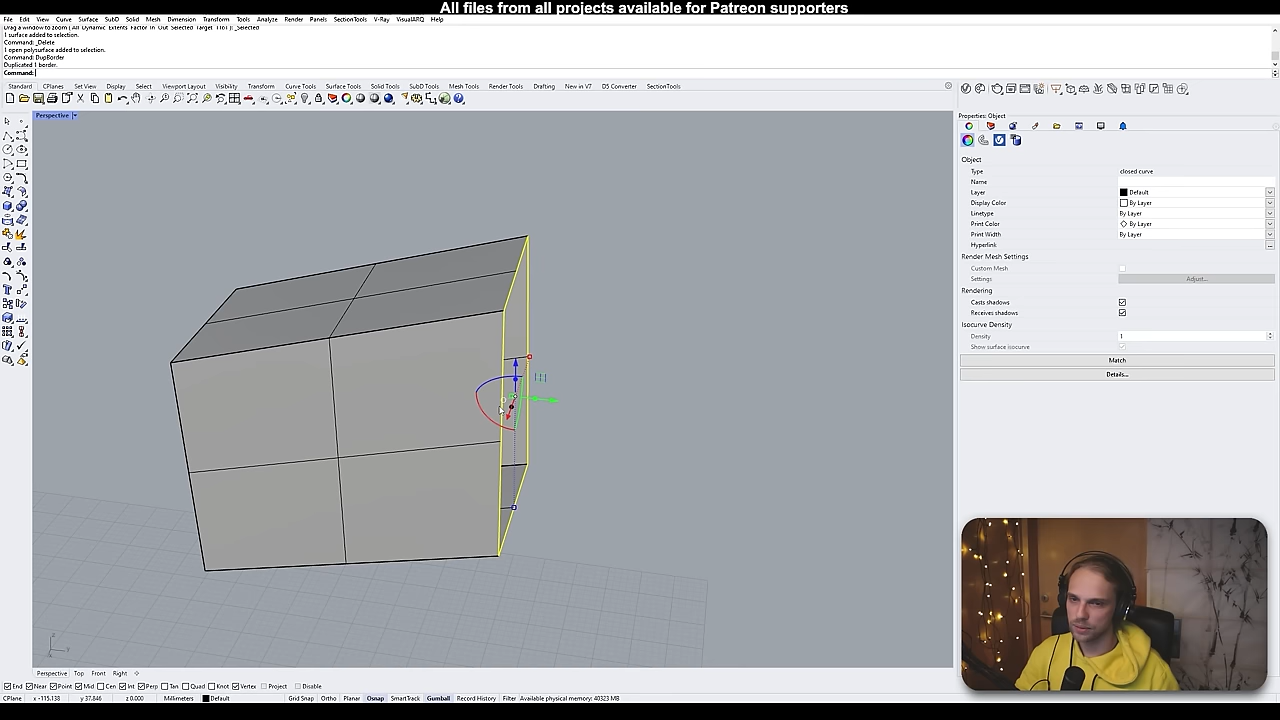 All files from all projects available for Patreon supporters
File Edit View Curve Surface SubD Solid Mesh Dimension Transform Tools Analyze Render Panels SectionTools V-Ray VisualARQ Help
1 surface added to selection.
Command: _Delete
1 open polysurface added to selection.
Command: DupBorder
Duplicated 1 border.
Command:
Standard CPlanes Set View Display Select Viewport Layout Visibility Transform Curve Tools Surface Tools Solid Tools SubD Tools Mesh Tools Render Tools Drafting New in V7 D5 Converter SectionTools
Perspective
Properties: Object
Object
Type closed curve
Name
Layer Default
Display Color By Layer
Linetype By Layer
Print Color By Layer
Print Width By Layer
Hyperlink ...
Render Mesh Settings
Custom Mesh
Settings Adjust...
Rendering
Casts shadows
Receives shadows
Isocurve Density
Density 1
Show surface isocurve
Match
Details...
Perspective Top Front Right
End Near Point Mid Cen Int Perp Tan Quad Knot Vertex Project Disable
CPlane x -115.133 y 37.846 z 0.000 Millimeters Default Grid Snap Ortho Planar Osnap SmartTrack Gumball Record History Filter Available physical memory: 40323 MB